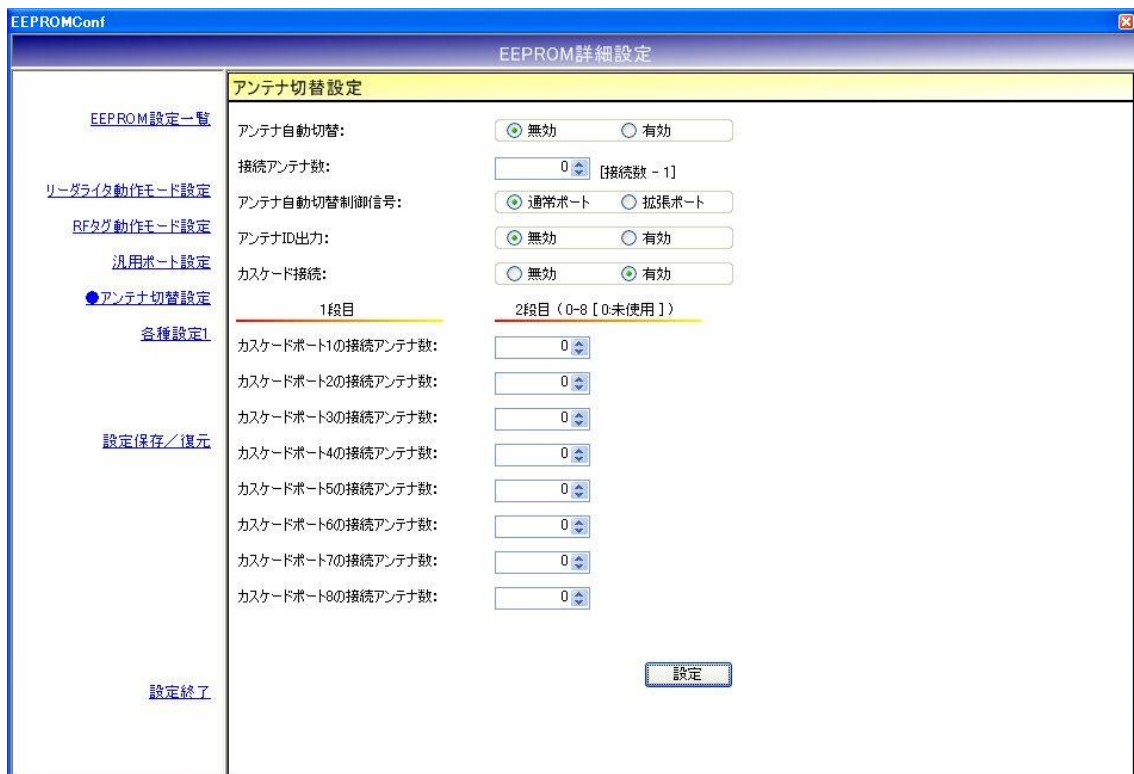 EEPROMConf
EEPROM詳細設定
EEPROM設定一覧
リーダライタ動作モード設定
RFタグ動作モード設定
汎用ポート設定
●アンテナ切替設定
各種設定1
設定保存／復元
設定終了
アンテナ切替設定
アンテナ自動切替: 無効 有効
接続アンテナ数: 0 [接続数 - 1]
アンテナ自動切替制御信号: 通常ポート 拡張ポート
アンテナID出力: 無効 有効
カスケード接続: 無効 有効
1段目 2段目 (0-8 [ 0:未使用 ])
カスケードポート1の接続アンテナ数: 0
カスケードポート2の接続アンテナ数: 0
カスケードポート3の接続アンテナ数: 0
カスケードポート4の接続アンテナ数: 0
カスケードポート5の接続アンテナ数: 0
カスケードポート6の接続アンテナ数: 0
カスケードポート7の接続アンテナ数: 0
カスケードポート8の接続アンテナ数: 0
設定